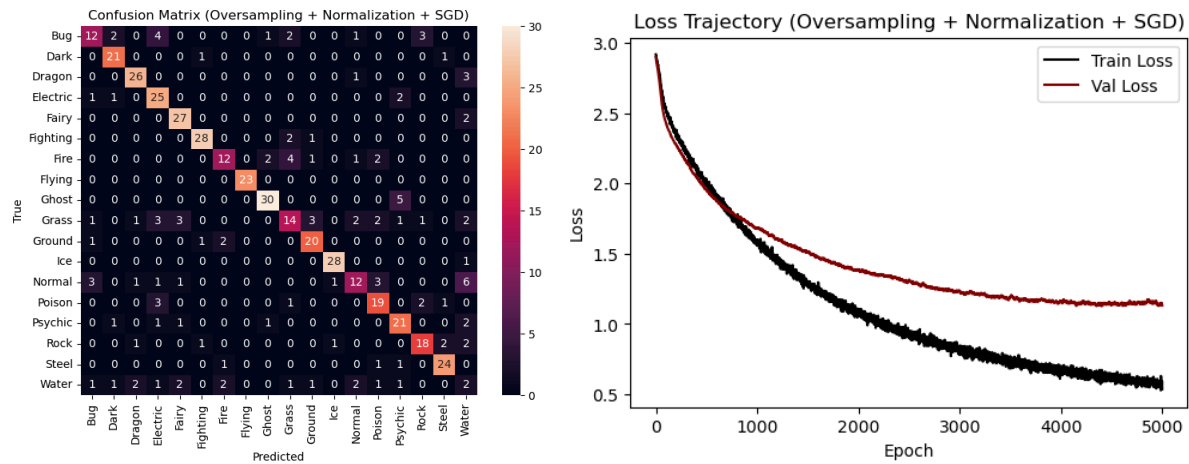 Confusion Matrix (Oversampling + Normalization + SGD)
True
Bug 12 2 0 4 0 0 0 0 1 2 0 0 1 0 0 3 0 0
Dark 0 21 0 0 0 1 0 0 0 0 0 0 0 0 0 0 1 0
Dragon 0 0 26 0 0 0 0 0 0 0 0 0 1 0 0 0 0 3
Electric 1 1 0 25 0 0 0 0 0 0 0 0 0 0 2 0 0 0
Fairy 0 0 0 0 27 0 0 0 0 0 0 0 0 0 0 0 0 2
Fighting 0 0 0 0 0 28 0 0 0 2 1 0 0 0 0 0 0 0
Fire 0 0 0 0 0 0 12 0 2 4 1 0 1 2 0 0 0 0
Flying 0 0 0 0 0 0 0 23 0 0 0 0 0 0 0 0 0 0
Ghost 0 0 0 0 0 0 0 0 30 0 0 0 0 0 5 0 0 0
Grass 1 0 1 3 3 0 0 0 0 14 3 0 2 2 1 1 0 2
Ground 1 0 0 0 0 1 2 0 0 0 20 0 0 0 0 0 0 0
Ice 0 0 0 0 0 0 0 0 0 0 0 28 0 0 0 0 0 1
Normal 3 0 1 1 1 0 0 0 0 0 0 1 12 3 0 0 0 6
Poison 0 0 0 3 0 0 0 0 0 1 0 0 0 19 0 2 1 0
Psychic 0 1 0 1 1 0 0 0 1 0 0 0 0 0 21 0 0 2
Rock 0 0 1 0 0 1 0 0 0 0 0 1 0 0 0 18 2 2
Steel 0 0 0 0 0 0 1 0 0 0 0 0 0 1 1 0 24 0
Water 1 1 2 1 2 0 2 0 0 1 1 0 2 1 1 0 0 2
Bug Dark Dragon Electric Fairy Fighting Fire Flying Ghost Grass Ground Ice Normal Poison Psychic Rock Steel Water
Predicted
30
25
20
15
10
5
0
Loss Trajectory (Oversampling + Normalization + SGD)
Train Loss
Val Loss
Loss
3.0
2.5
2.0
1.5
1.0
0.5
0 1000 2000 3000 4000 5000
Epoch